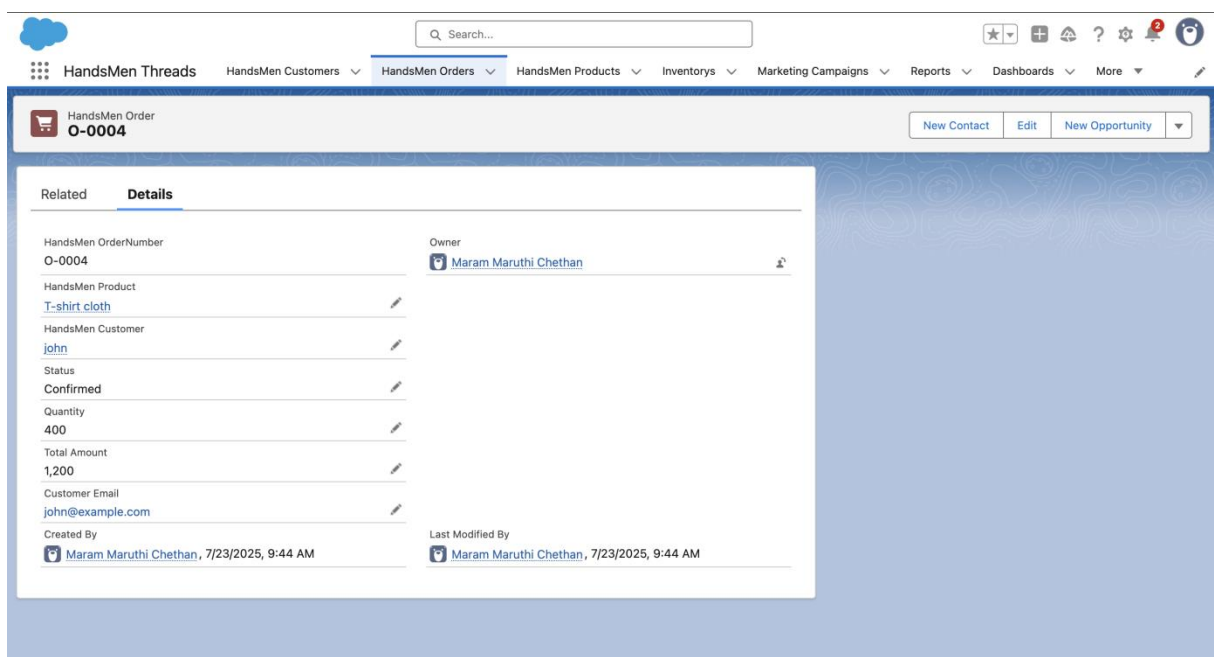 Search...
2
HandsMen Threads HandsMen Customers HandsMen Orders HandsMen Products Inventorys Marketing Campaigns Reports Dashboards More
HandsMen Order
O-0004
New Contact Edit New Opportunity
Related Details
HandsMen OrderNumber
O-0004
Owner
Maram Maruthi Chethan
HandsMen Product
T-shirt cloth
HandsMen Customer
john
Status
Confirmed
Quantity
400
Total Amount
1,200
Customer Email
john@example.com
Created By
Maram Maruthi Chethan, 7/23/2025, 9:44 AM
Last Modified By
Maram Maruthi Chethan, 7/23/2025, 9:44 AM